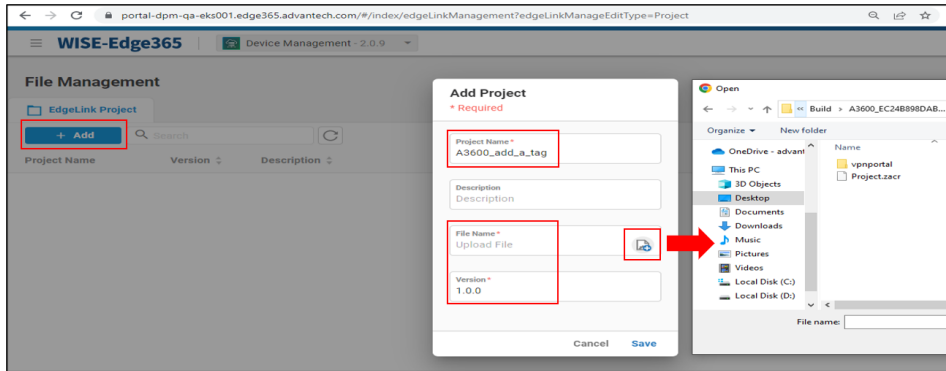 portal-dpm-qa-eks001.edge365.advantech.com/#/index/edgeLinkManagement?edgeLinkManageEditType=Project
WISE-Edge365
Device Management - 2.0.9
File Management
EdgeLink Project
+ Add
Search
Project Name
Version
Description
Add Project
* Required
Project Name *
A3600_add_a_tag
Description
Description
File Name *
Upload File
Version *
1.0.0
Cancel
Save
Open
« Build > A3600_EC24B898DAB...
Organize
New folder
OneDrive - advant
This PC
3D Objects
Desktop
Documents
Downloads
Music
Pictures
Videos
Local Disk (C:)
Local Disk (D:)
Name
vpnportal
Project.zacr
File name: